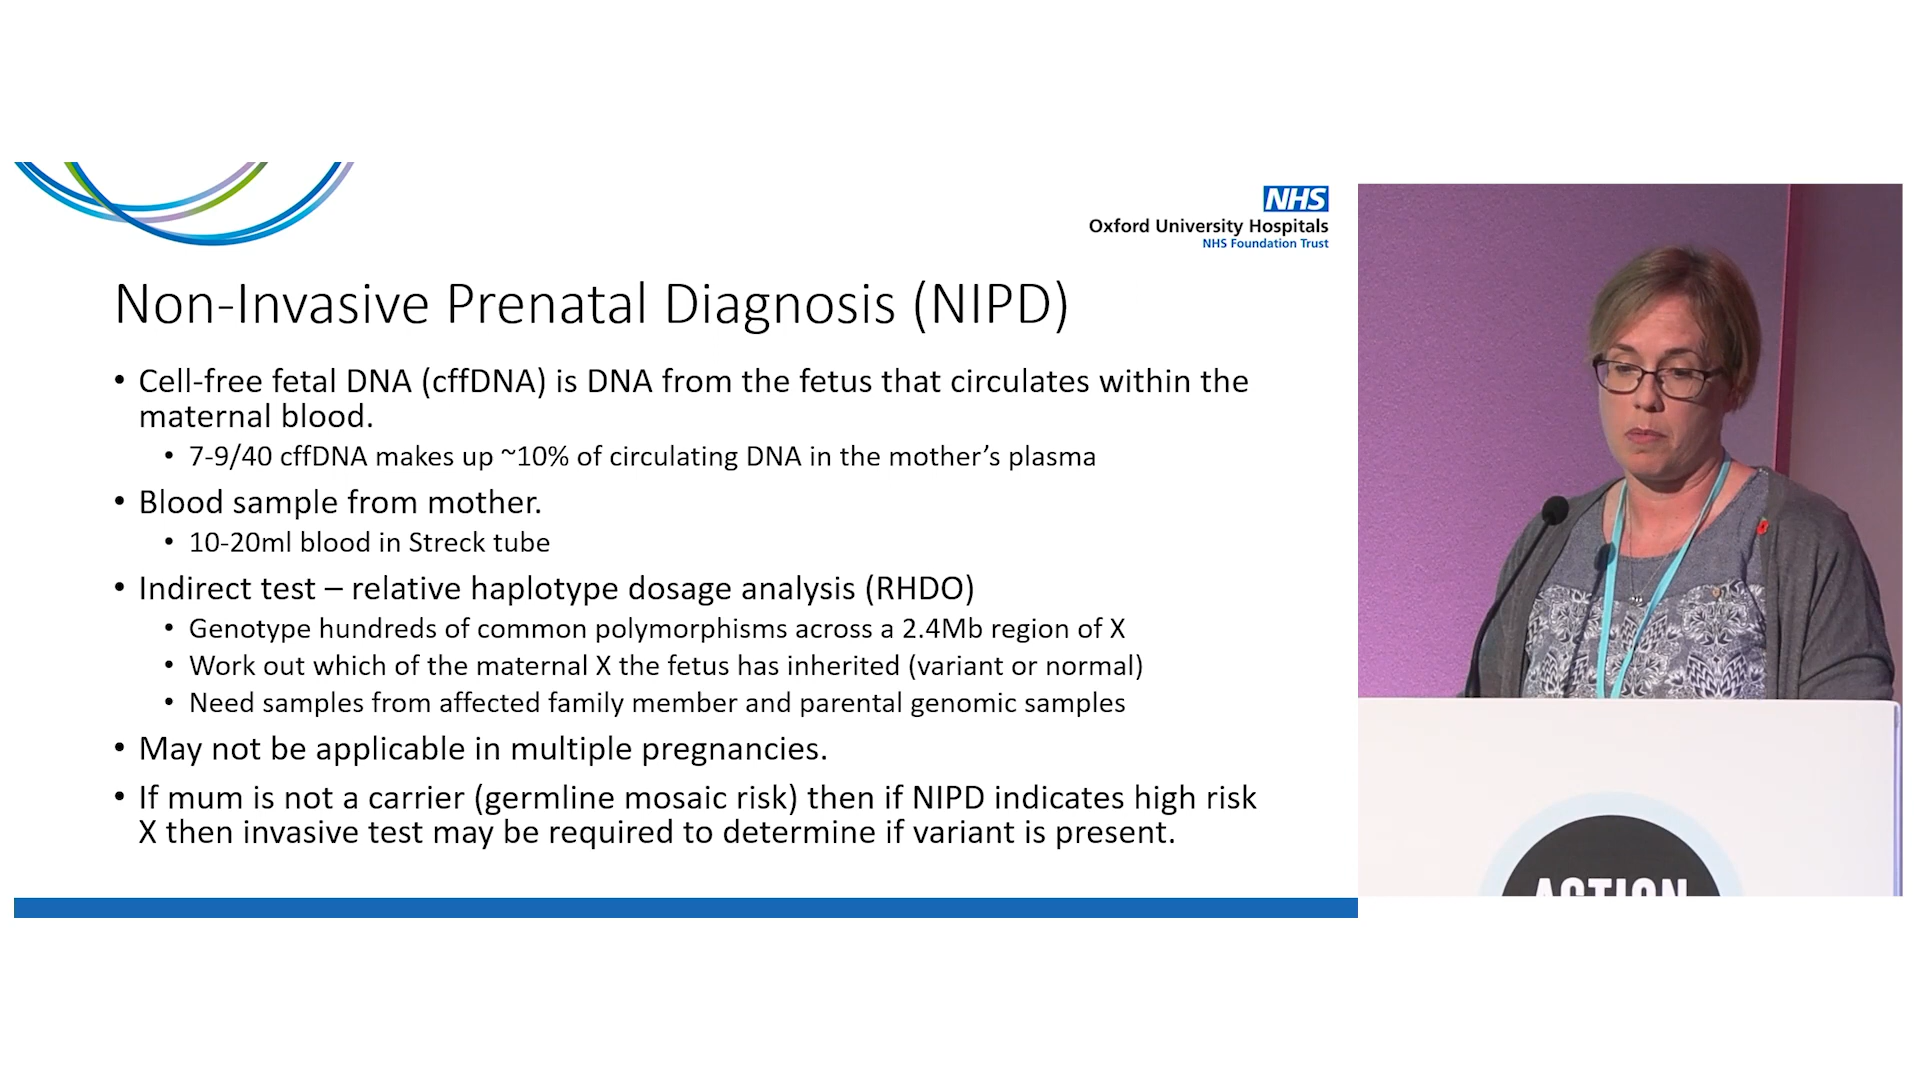 NHS
Oxford University Hospitals
NHS Foundation Trust
Non-Invasive Prenatal Diagnosis (NIPD)
• Cell-free fetal DNA (cffDNA) is DNA from the fetus that circulates within the
maternal blood.
• 7-9/40 cffDNA makes up ~10% of circulating DNA in the mother’s plasma
• Blood sample from mother.
• 10-20ml blood in Streck tube
• Indirect test – relative haplotype dosage analysis (RHDO)
• Genotype hundreds of common polymorphisms across a 2.4Mb region of X
• Work out which of the maternal X the fetus has inherited (variant or normal)
• Need samples from affected family member and parental genomic samples
• May not be applicable in multiple pregnancies.
• If mum is not a carrier (germline mosaic risk) then if NIPD indicates high risk
X then invasive test may be required to determine if variant is present.
ACTION